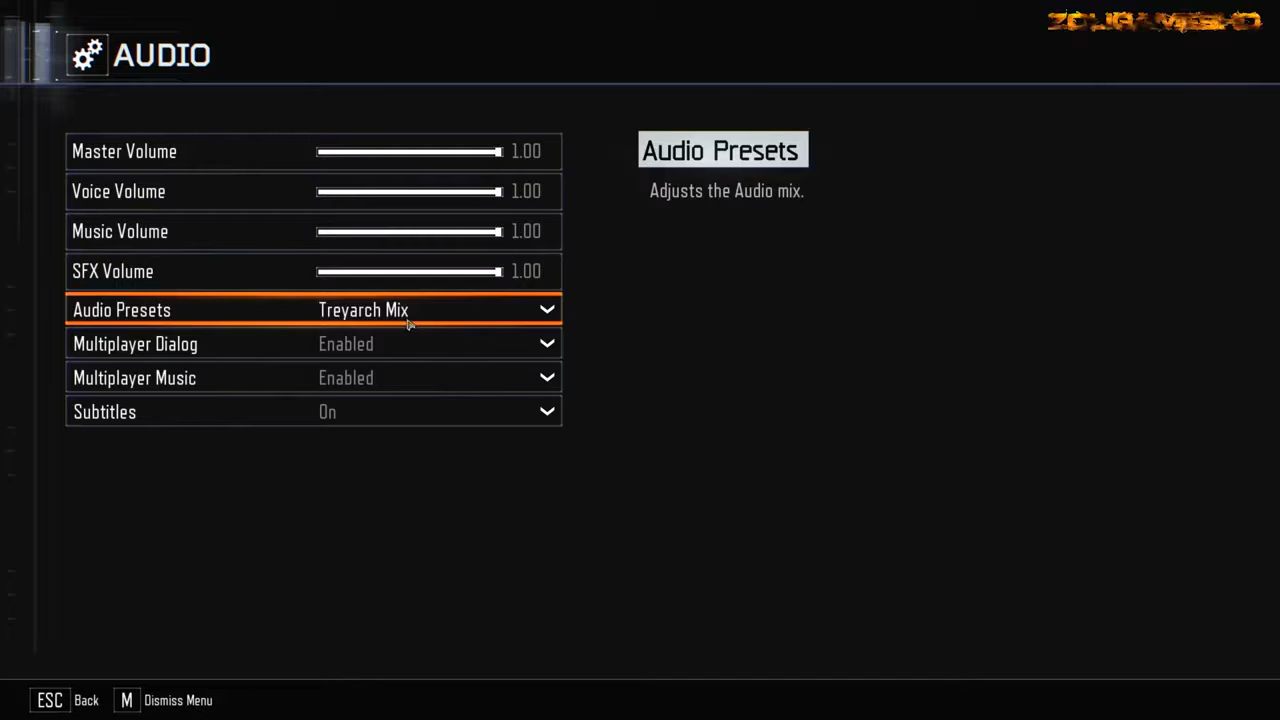 AUDIO
Master Volume 1.00
Voice Volume 1.00
Music Volume 1.00
SFX Volume 1.00
Audio Presets Treyarch Mix
Multiplayer Dialog Enabled
Multiplayer Music Enabled
Subtitles On
Audio Presets
Adjusts the Audio mix.
ESC Back M Dismiss Menu